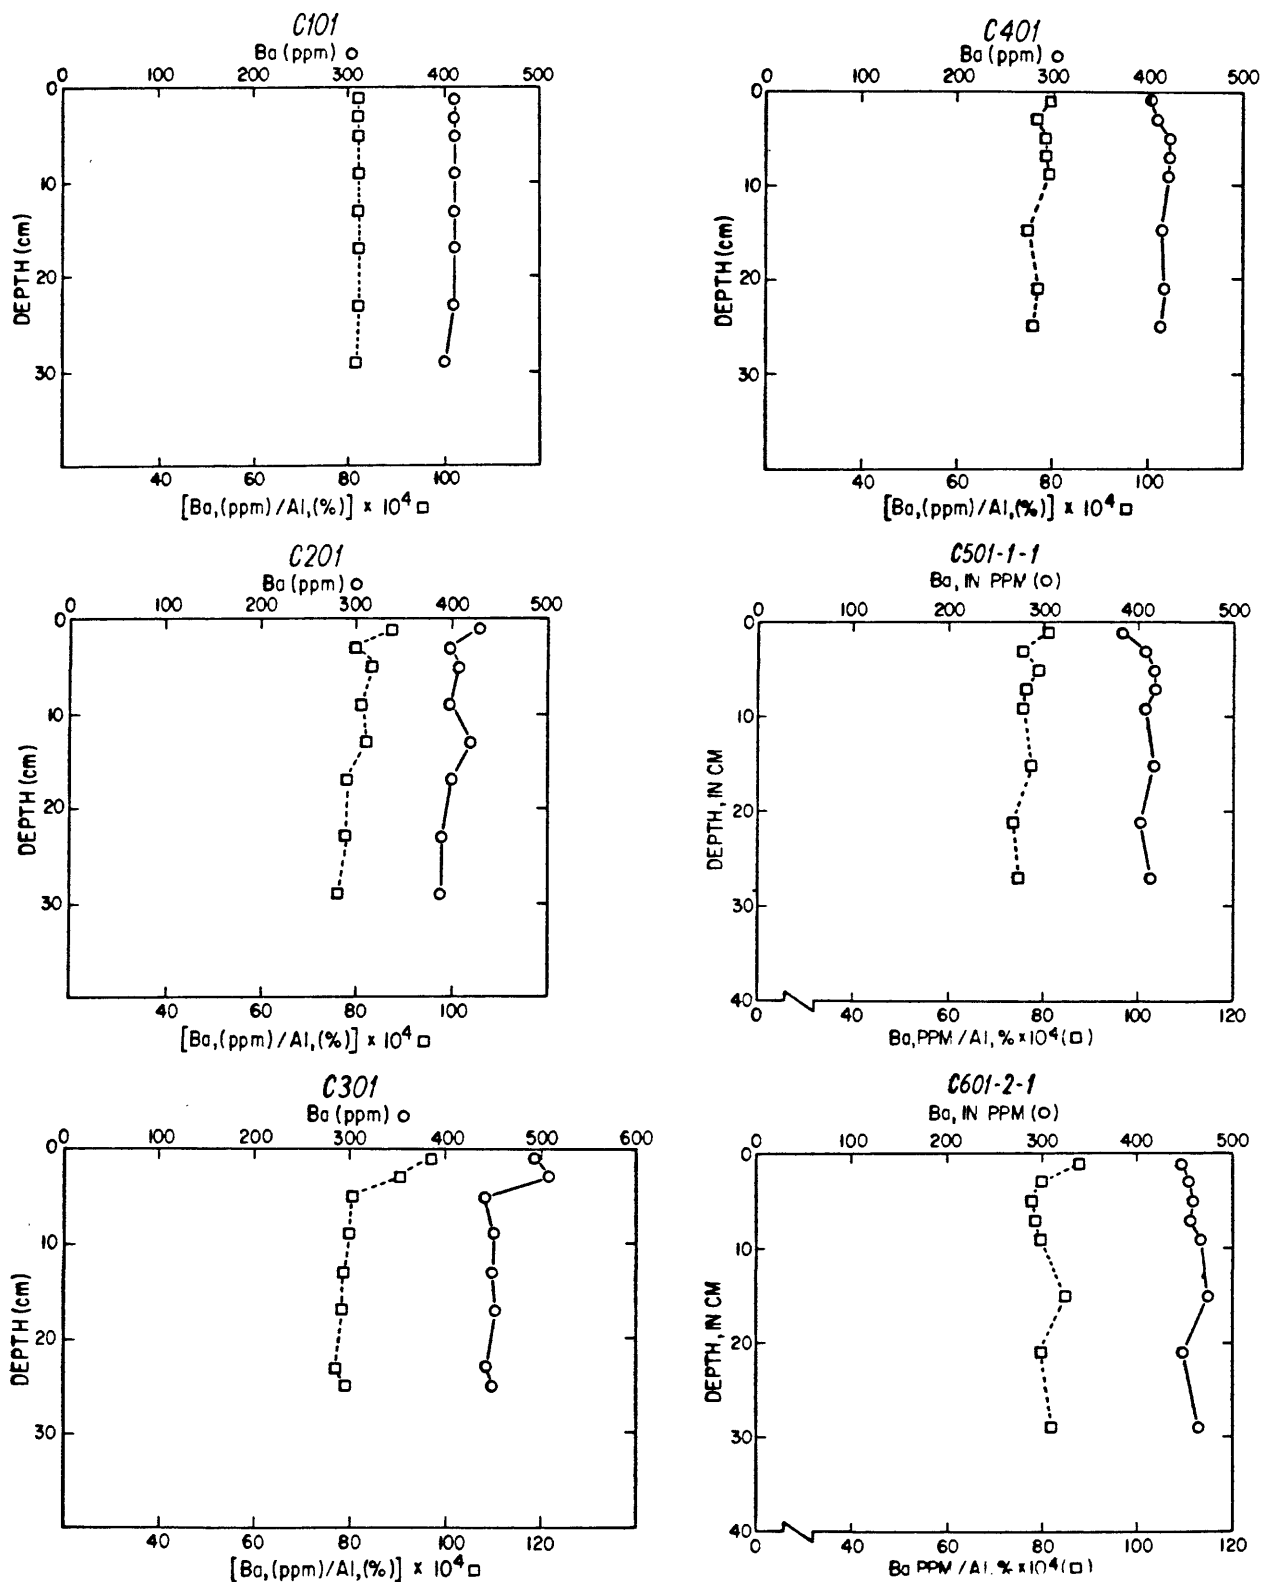 C101
Ba (ppm) o
0 100 200 300 400 500
0
10
20
30
DEPTH (cm)
40 60 80 100
[Ba,(ppm)/Al,(%)] x 10⁴ □
C401
Ba (ppm) o
0 100 200 300 400 500
0
10
20
30
DEPTH (cm)
40 60 80 100
[Ba,(ppm)/Al,(%)] x 10⁴ □
C201
Ba (ppm) o
0 100 200 300 400 500
0
10
20
30
DEPTH (cm)
40 60 80 100
[Ba,(ppm)/Al,(%)] x 10⁴ □
C501-1-1
Ba, IN PPM (o)
0 100 200 300 400 500
0
10
20
30
40
DEPTH, IN CM
0 40 60 80 100 120
Ba,PPM/Al,%x10⁴(□)
C301
Ba (ppm) o
0 100 200 300 400 500 600
0
10
20
30
DEPTH (cm)
40 60 80 100 120
[Ba,(ppm)/Al,(%)] x 10⁴ □
C601-2-1
Ba, IN PPM (o)
0 100 200 300 400 500
0
10
20
30
40
DEPTH, IN CM
0 40 60 80 100 120
Ba PPM/Al. % x10⁴(□)